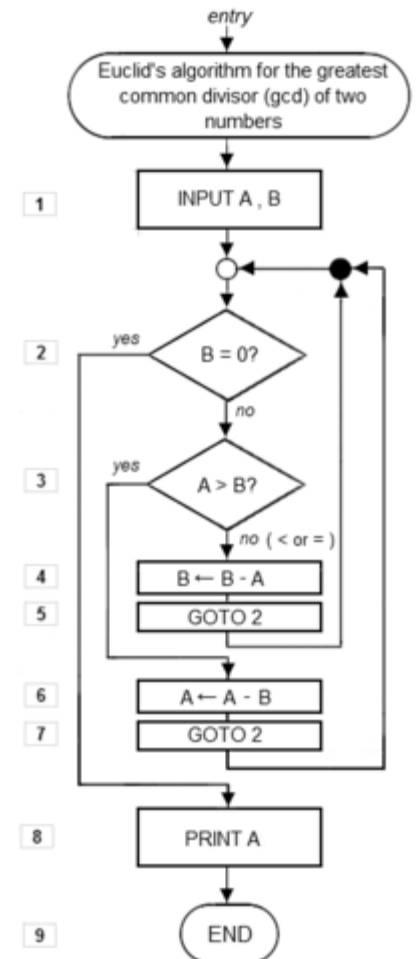 entry
Euclid's algorithm for the greatest
common divisor (gcd) of two
numbers
1
INPUT A , B
2
yes
B = 0?
no
3
yes
A > B?
no ( < or = )
4
B ← B - A
5
GOTO 2
6
A ← A - B
7
GOTO 2
8
PRINT A
9
END